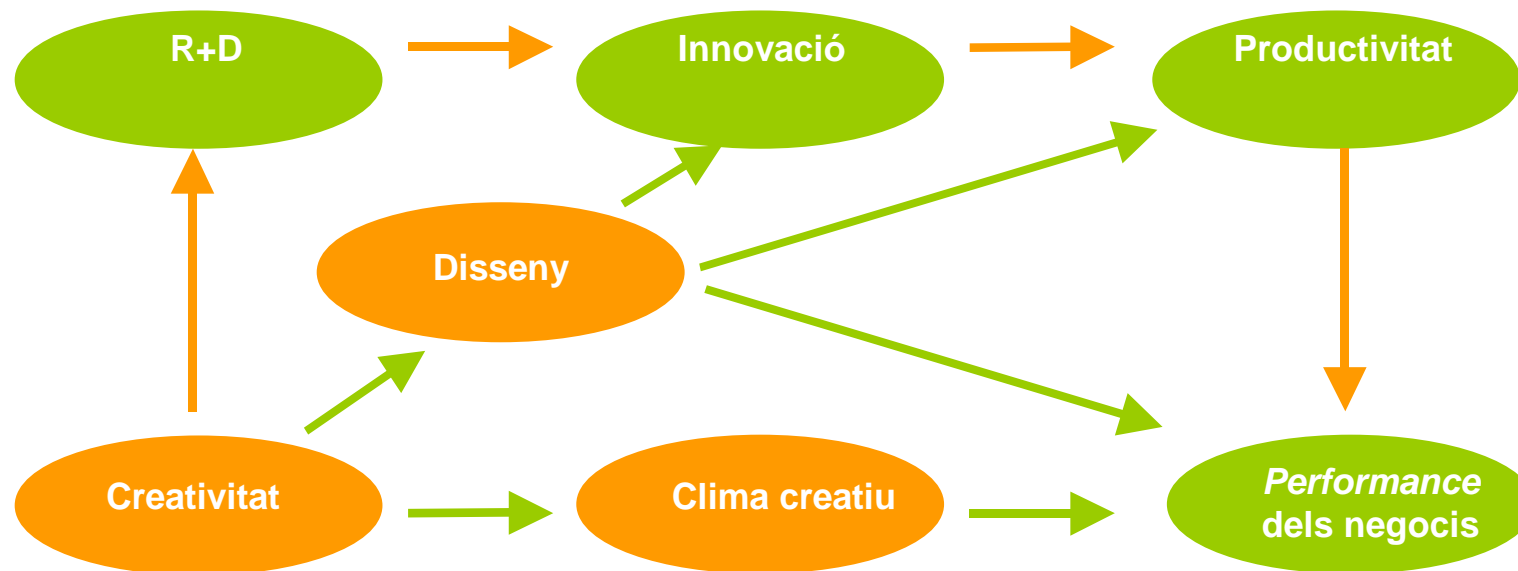 R+D
Innovació
Productivitat
Disseny
Creativitat
Clima creatiu
Performance
dels negocis